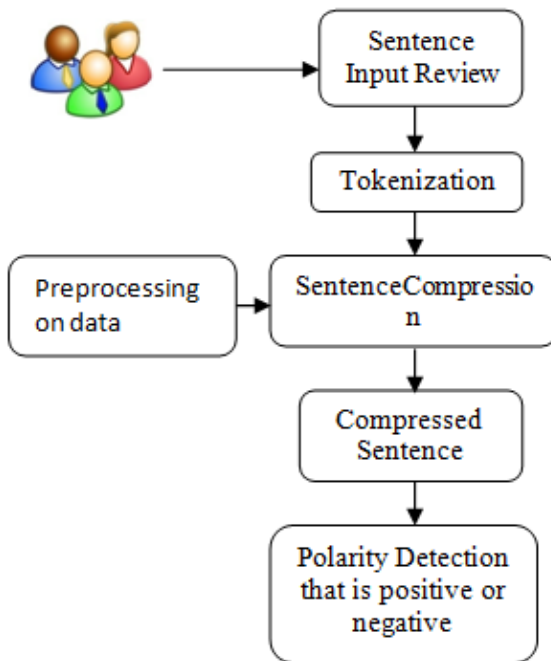 Sentence
Input Review
Tokenization
Preprocessing
on data
SentenceCompressio
n
Compressed
Sentence
Polarity Detection
that is positive or
negative